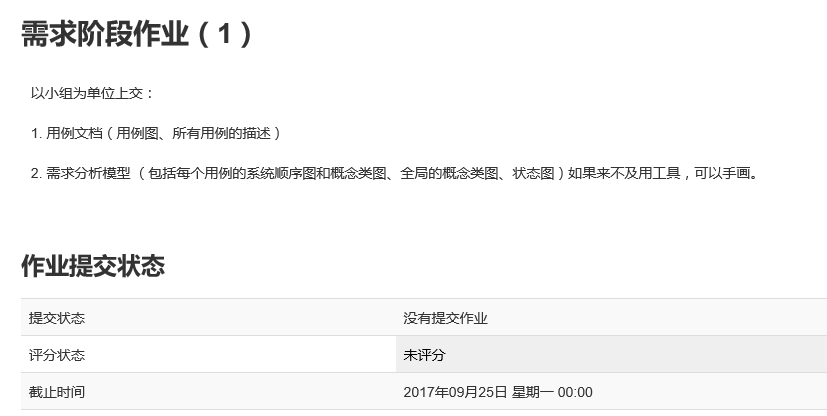 需求阶段作业（1）
以小组为单位上交：
1. 用例文档（用例图、所有用例的描述）
2. 需求分析模型 （包括每个用例的系统顺序图和概念类图、全局的概念类图、状态图）如果来不及用工具，可以手画。
作业提交状态
提交状态 没有提交作业
评分状态 未评分
截止时间 2017年09月25日 星期一 00:00